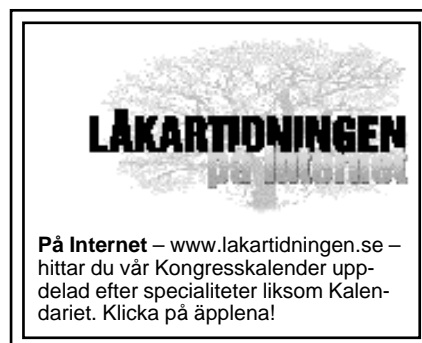 LÄKARTIDNINGEN
på Internet
På Internet – www.lakartidningen.se –
hittar du vår Kongresskalender upp-
delad efter specialiteter liksom Kalen-
dariet. Klicka på äpplena!